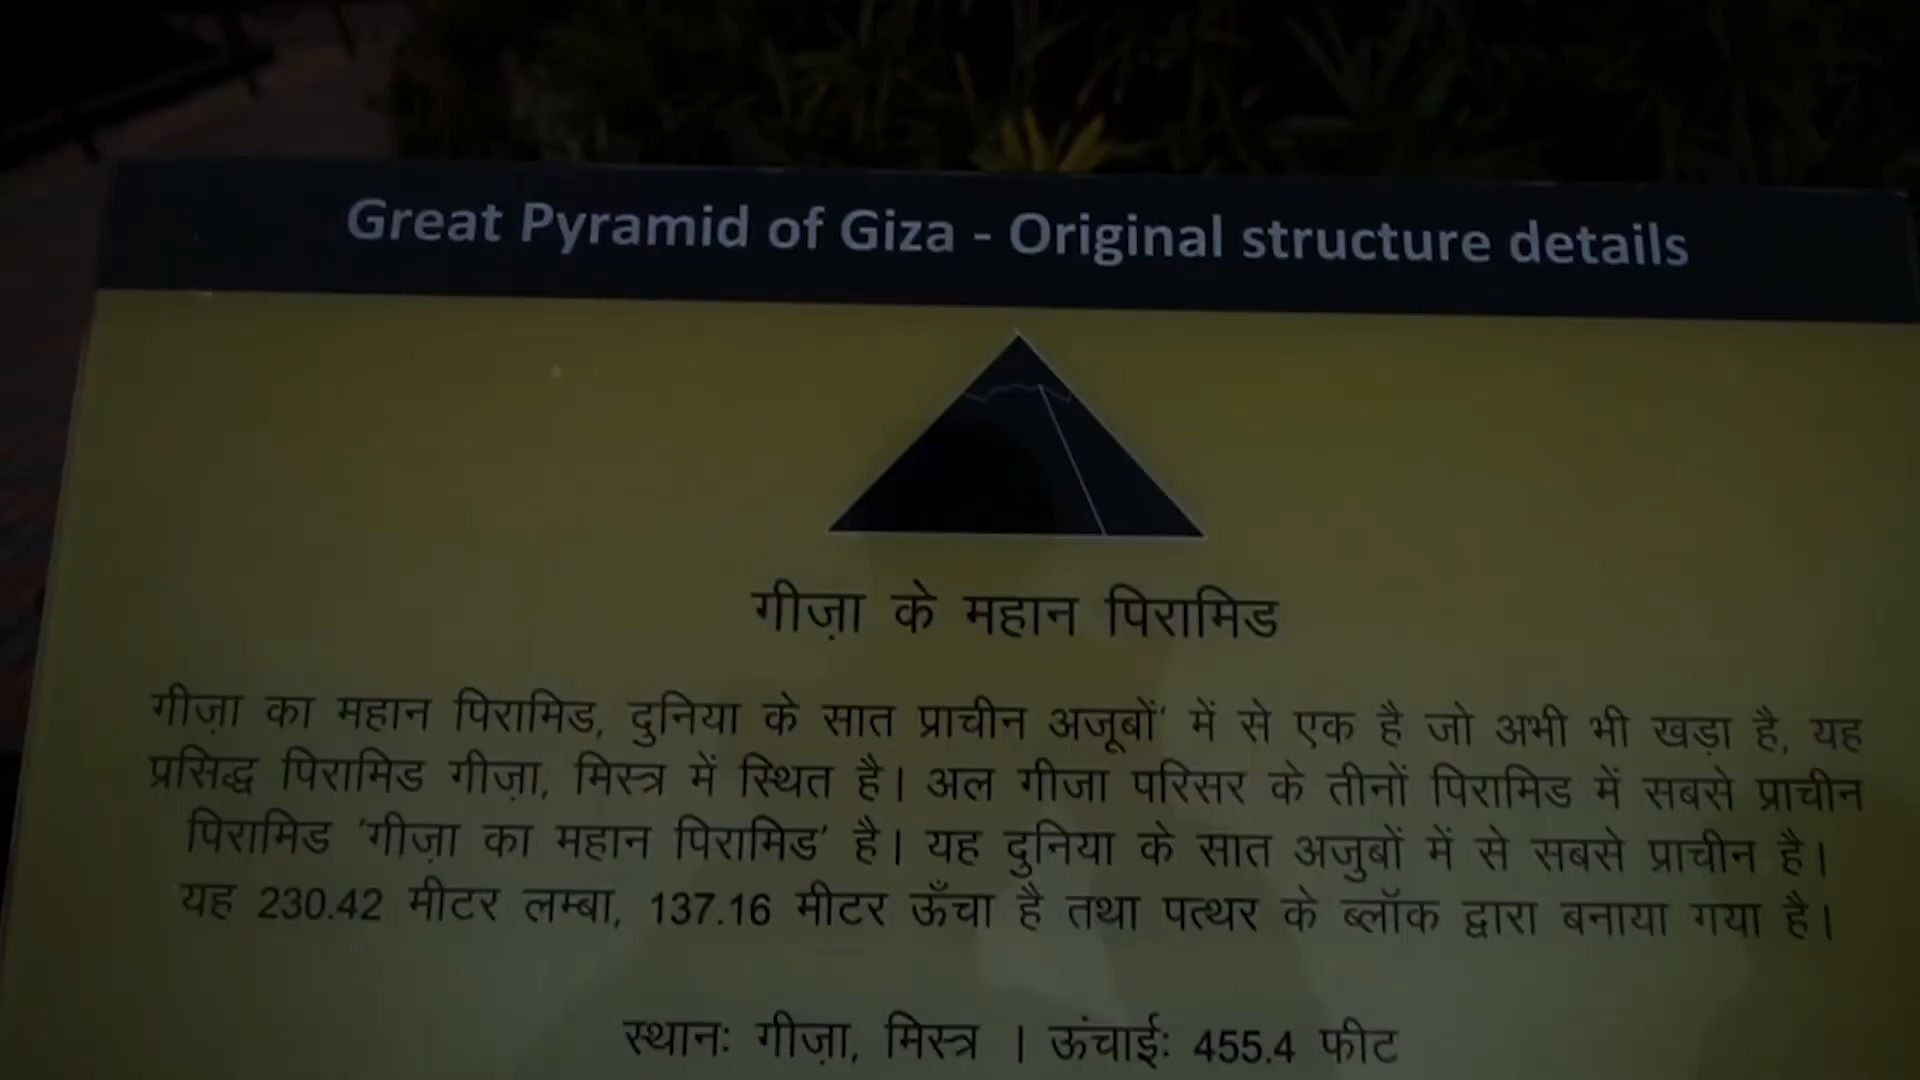 Great Pyramid of Giza - Original structure details
गीज़ा के महान पिरामिड
गीज़ा का महान पिरामिड, दुनिया के सात प्राचीन अजूबों' में से एक है जो अभी भी खड़ा है, यह
प्रसिद्ध पिरामिड गीज़ा, मिस्त्र में स्थित है। अल गीजा परिसर के तीनों पिरामिड में सबसे प्राचीन
पिरामिड 'गीज़ा का महान पिरामिड' है। यह दुनिया के सात अजुबों में से सबसे प्राचीन है।
यह 230.42 मीटर लम्बा, 137.16 मीटर ऊँचा है तथा पत्थर के ब्लॉक द्वारा बनाया गया है।
स्थानः गीज़ा, मिस्त्र | ऊंचाईः 455.4 फीट